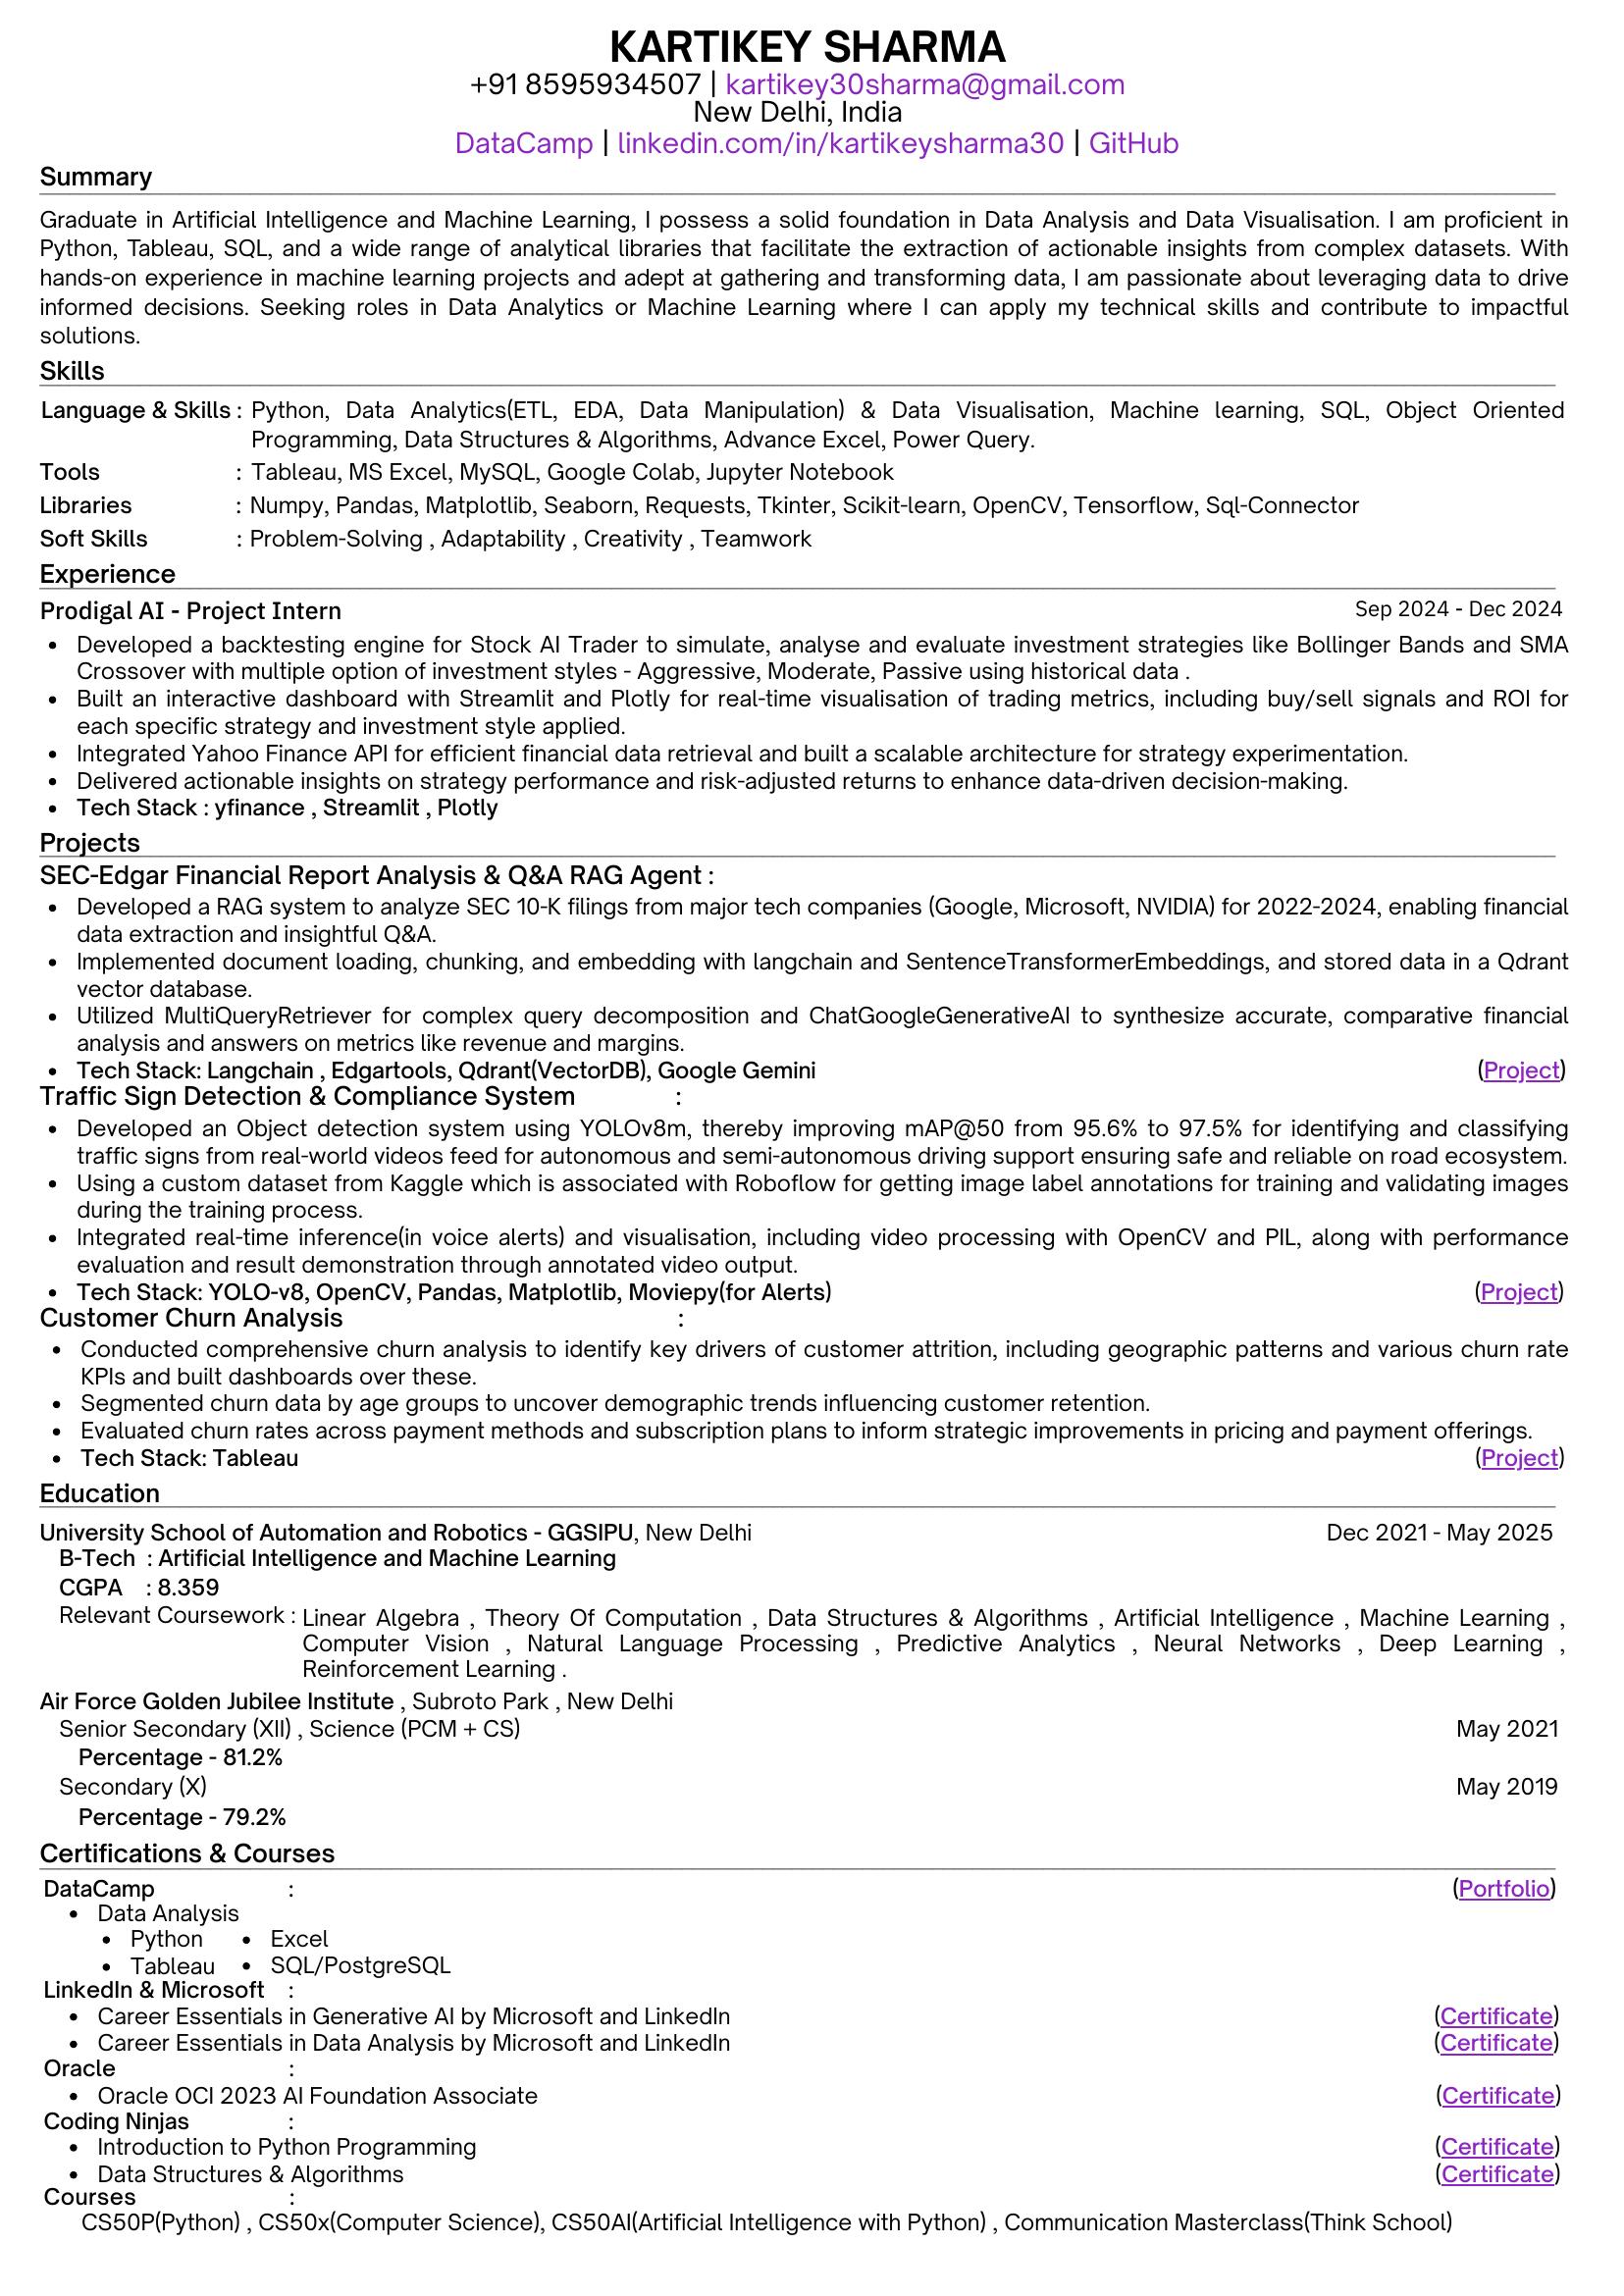 KARTIKEY SHARMA
+91 8595934507 | kartikey30sharma@gmail.com
New Delhi, India
DataCamp | linkedin.com/in/kartikeysharma30 | GitHub
Summary
Graduate in Artificial Intelligence and Machine Learning, I possess a solid foundation in Data Analysis and Data Visualisation. I am proficient in
Python, Tableau, SQL, and a wide range of analytical libraries that facilitate the extraction of actionable insights from complex datasets. With
hands-on experience in machine learning projects and adept at gathering and transforming data, I am passionate about leveraging data to drive
informed decisions. Seeking roles in Data Analytics or Machine Learning where I can apply my technical skills and contribute to impactful
solutions.
Skills
Language & Skills : Python, Data Analytics(ETL, EDA, Data Manipulation) & Data Visualisation, Machine learning, SQL, Object Oriented
Programming, Data Structures & Algorithms, Advance Excel, Power Query.
Tools : Tableau, MS Excel, MySQL, Google Colab, Jupyter Notebook
Libraries : Numpy, Pandas, Matplotlib, Seaborn, Requests, Tkinter, Scikit-learn, OpenCV, Tensorflow, Sql-Connector
Soft Skills : Problem-Solving , Adaptability , Creativity , Teamwork
Experience
Prodigal AI - Project Intern Sep 2024 - Dec 2024
• Developed a backtesting engine for Stock AI Trader to simulate, analyse and evaluate investment strategies like Bollinger Bands and SMA
Crossover with multiple option of investment styles - Aggressive, Moderate, Passive using historical data .
• Built an interactive dashboard with Streamlit and Plotly for real-time visualisation of trading metrics, including buy/sell signals and ROI for
each specific strategy and investment style applied.
• Integrated Yahoo Finance API for efficient financial data retrieval and built a scalable architecture for strategy experimentation.
• Delivered actionable insights on strategy performance and risk-adjusted returns to enhance data-driven decision-making.
• Tech Stack : yfinance , Streamlit , Plotly
Projects
SEC-Edgar Financial Report Analysis & Q&A RAG Agent :
• Developed a RAG system to analyze SEC 10-K filings from major tech companies (Google, Microsoft, NVIDIA) for 2022-2024, enabling financial
data extraction and insightful Q&A.
• Implemented document loading, chunking, and embedding with langchain and SentenceTransformerEmbeddings, and stored data in a Qdrant
vector database.
• Utilized MultiQueryRetriever for complex query decomposition and ChatGoogleGenerativeAI to synthesize accurate, comparative financial
analysis and answers on metrics like revenue and margins.
• Tech Stack: Langchain , Edgartools, Qdrant(VectorDB), Google Gemini (Project)
Traffic Sign Detection & Compliance System :
• Developed an Object detection system using YOLOv8m, thereby improving mAP@50 from 95.6% to 97.5% for identifying and classifying
traffic signs from real-world videos feed for autonomous and semi-autonomous driving support ensuring safe and reliable on road ecosystem.
• Using a custom dataset from Kaggle which is associated with Roboflow for getting image label annotations for training and validating images
during the training process.
• Integrated real-time inference(in voice alerts) and visualisation, including video processing with OpenCV and PIL, along with performance
evaluation and result demonstration through annotated video output.
• Tech Stack: YOLO-v8, OpenCV, Pandas, Matplotlib, Moviepy(for Alerts) (Project)
Customer Churn Analysis :
• Conducted comprehensive churn analysis to identify key drivers of customer attrition, including geographic patterns and various churn rate
KPIs and built dashboards over these.
• Segmented churn data by age groups to uncover demographic trends influencing customer retention.
• Evaluated churn rates across payment methods and subscription plans to inform strategic improvements in pricing and payment offerings.
• Tech Stack: Tableau (Project)
Education
University School of Automation and Robotics - GGSIPU, New Delhi Dec 2021 - May 2025
B-Tech : Artificial Intelligence and Machine Learning
CGPA : 8.359
Relevant Coursework : Linear Algebra , Theory Of Computation , Data Structures & Algorithms , Artificial Intelligence , Machine Learning ,
Computer Vision , Natural Language Processing , Predictive Analytics , Neural Networks , Deep Learning ,
Reinforcement Learning .
Air Force Golden Jubilee Institute , Subroto Park , New Delhi
Senior Secondary (XII) , Science (PCM + CS) May 2021
Percentage - 81.2%
Secondary (X) May 2019
Percentage - 79.2%
Certifications & Courses
DataCamp : (Portfolio)
• Data Analysis
• Python • Excel
• Tableau • SQL/PostgreSQL
LinkedIn & Microsoft :
• Career Essentials in Generative AI by Microsoft and LinkedIn (Certificate)
• Career Essentials in Data Analysis by Microsoft and LinkedIn (Certificate)
Oracle :
• Oracle OCI 2023 AI Foundation Associate (Certificate)
Coding Ninjas :
• Introduction to Python Programming (Certificate)
• Data Structures & Algorithms (Certificate)
Courses :
CS50P(Python) , CS50x(Computer Science), CS50AI(Artificial Intelligence with Python) , Communication Masterclass(Think School)